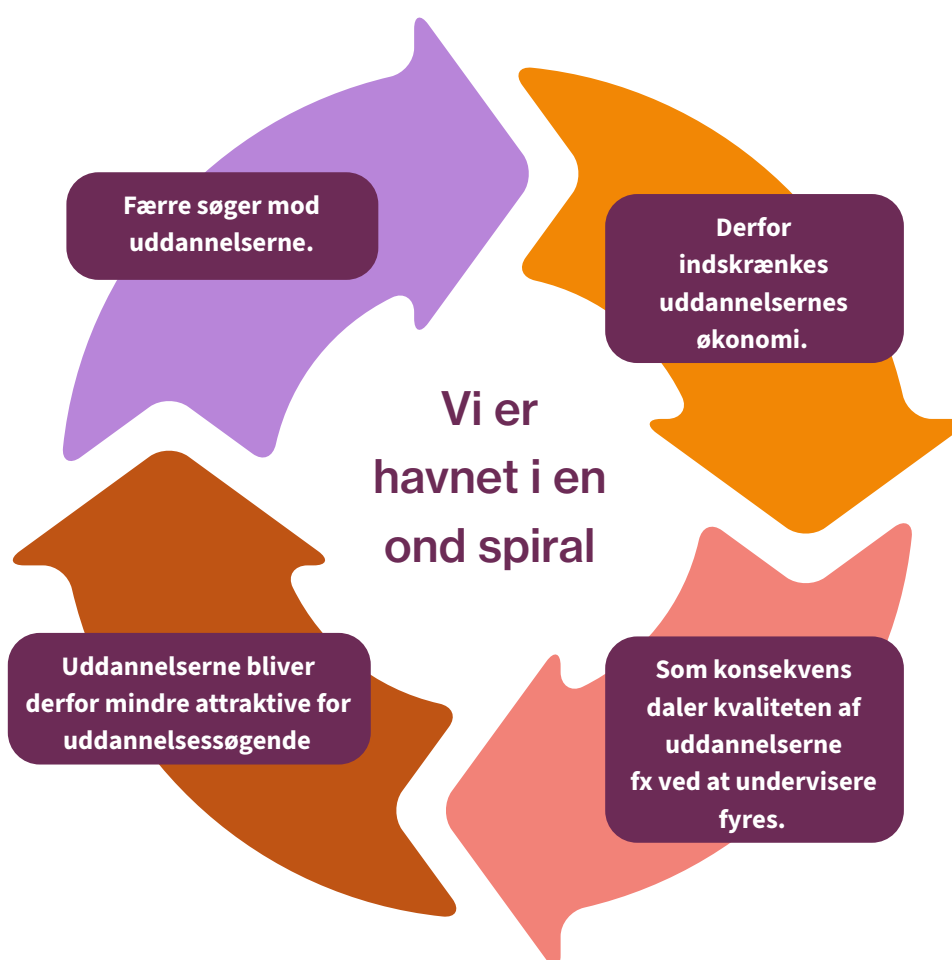 Færre søger mod
uddannelserne.
Derfor
indskrænkes
uddannelsernes
økonomi.
Vi er
havnet i en
ond spiral
Som konsekvens
daler kvaliteten af
uddannelserne
fx ved at undervisere
fyres.
Uddannelserne bliver
derfor mindre attraktive for
uddannelsessøgende